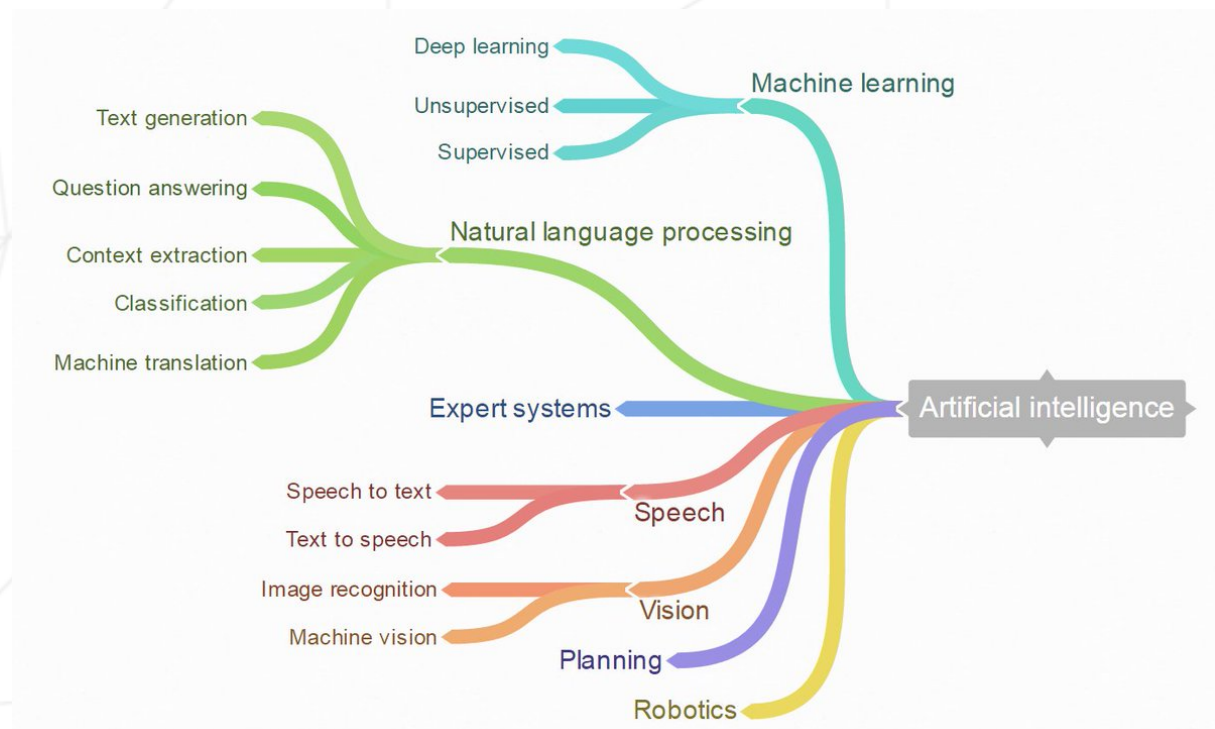 Deep learning
Machine learning
Unsupervised
Supervised
Text generation
Question answering
Natural language processing
Context extraction
Classification
Machine translation
Expert systems
Artificial intelligence
Speech to text
Speech
Text to speech
Image recognition
Vision
Machine vision
Planning
Robotics